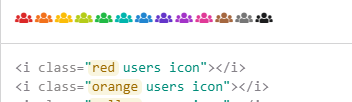 <i class="red users icon"></i>
<i class="orange users icon"></i>